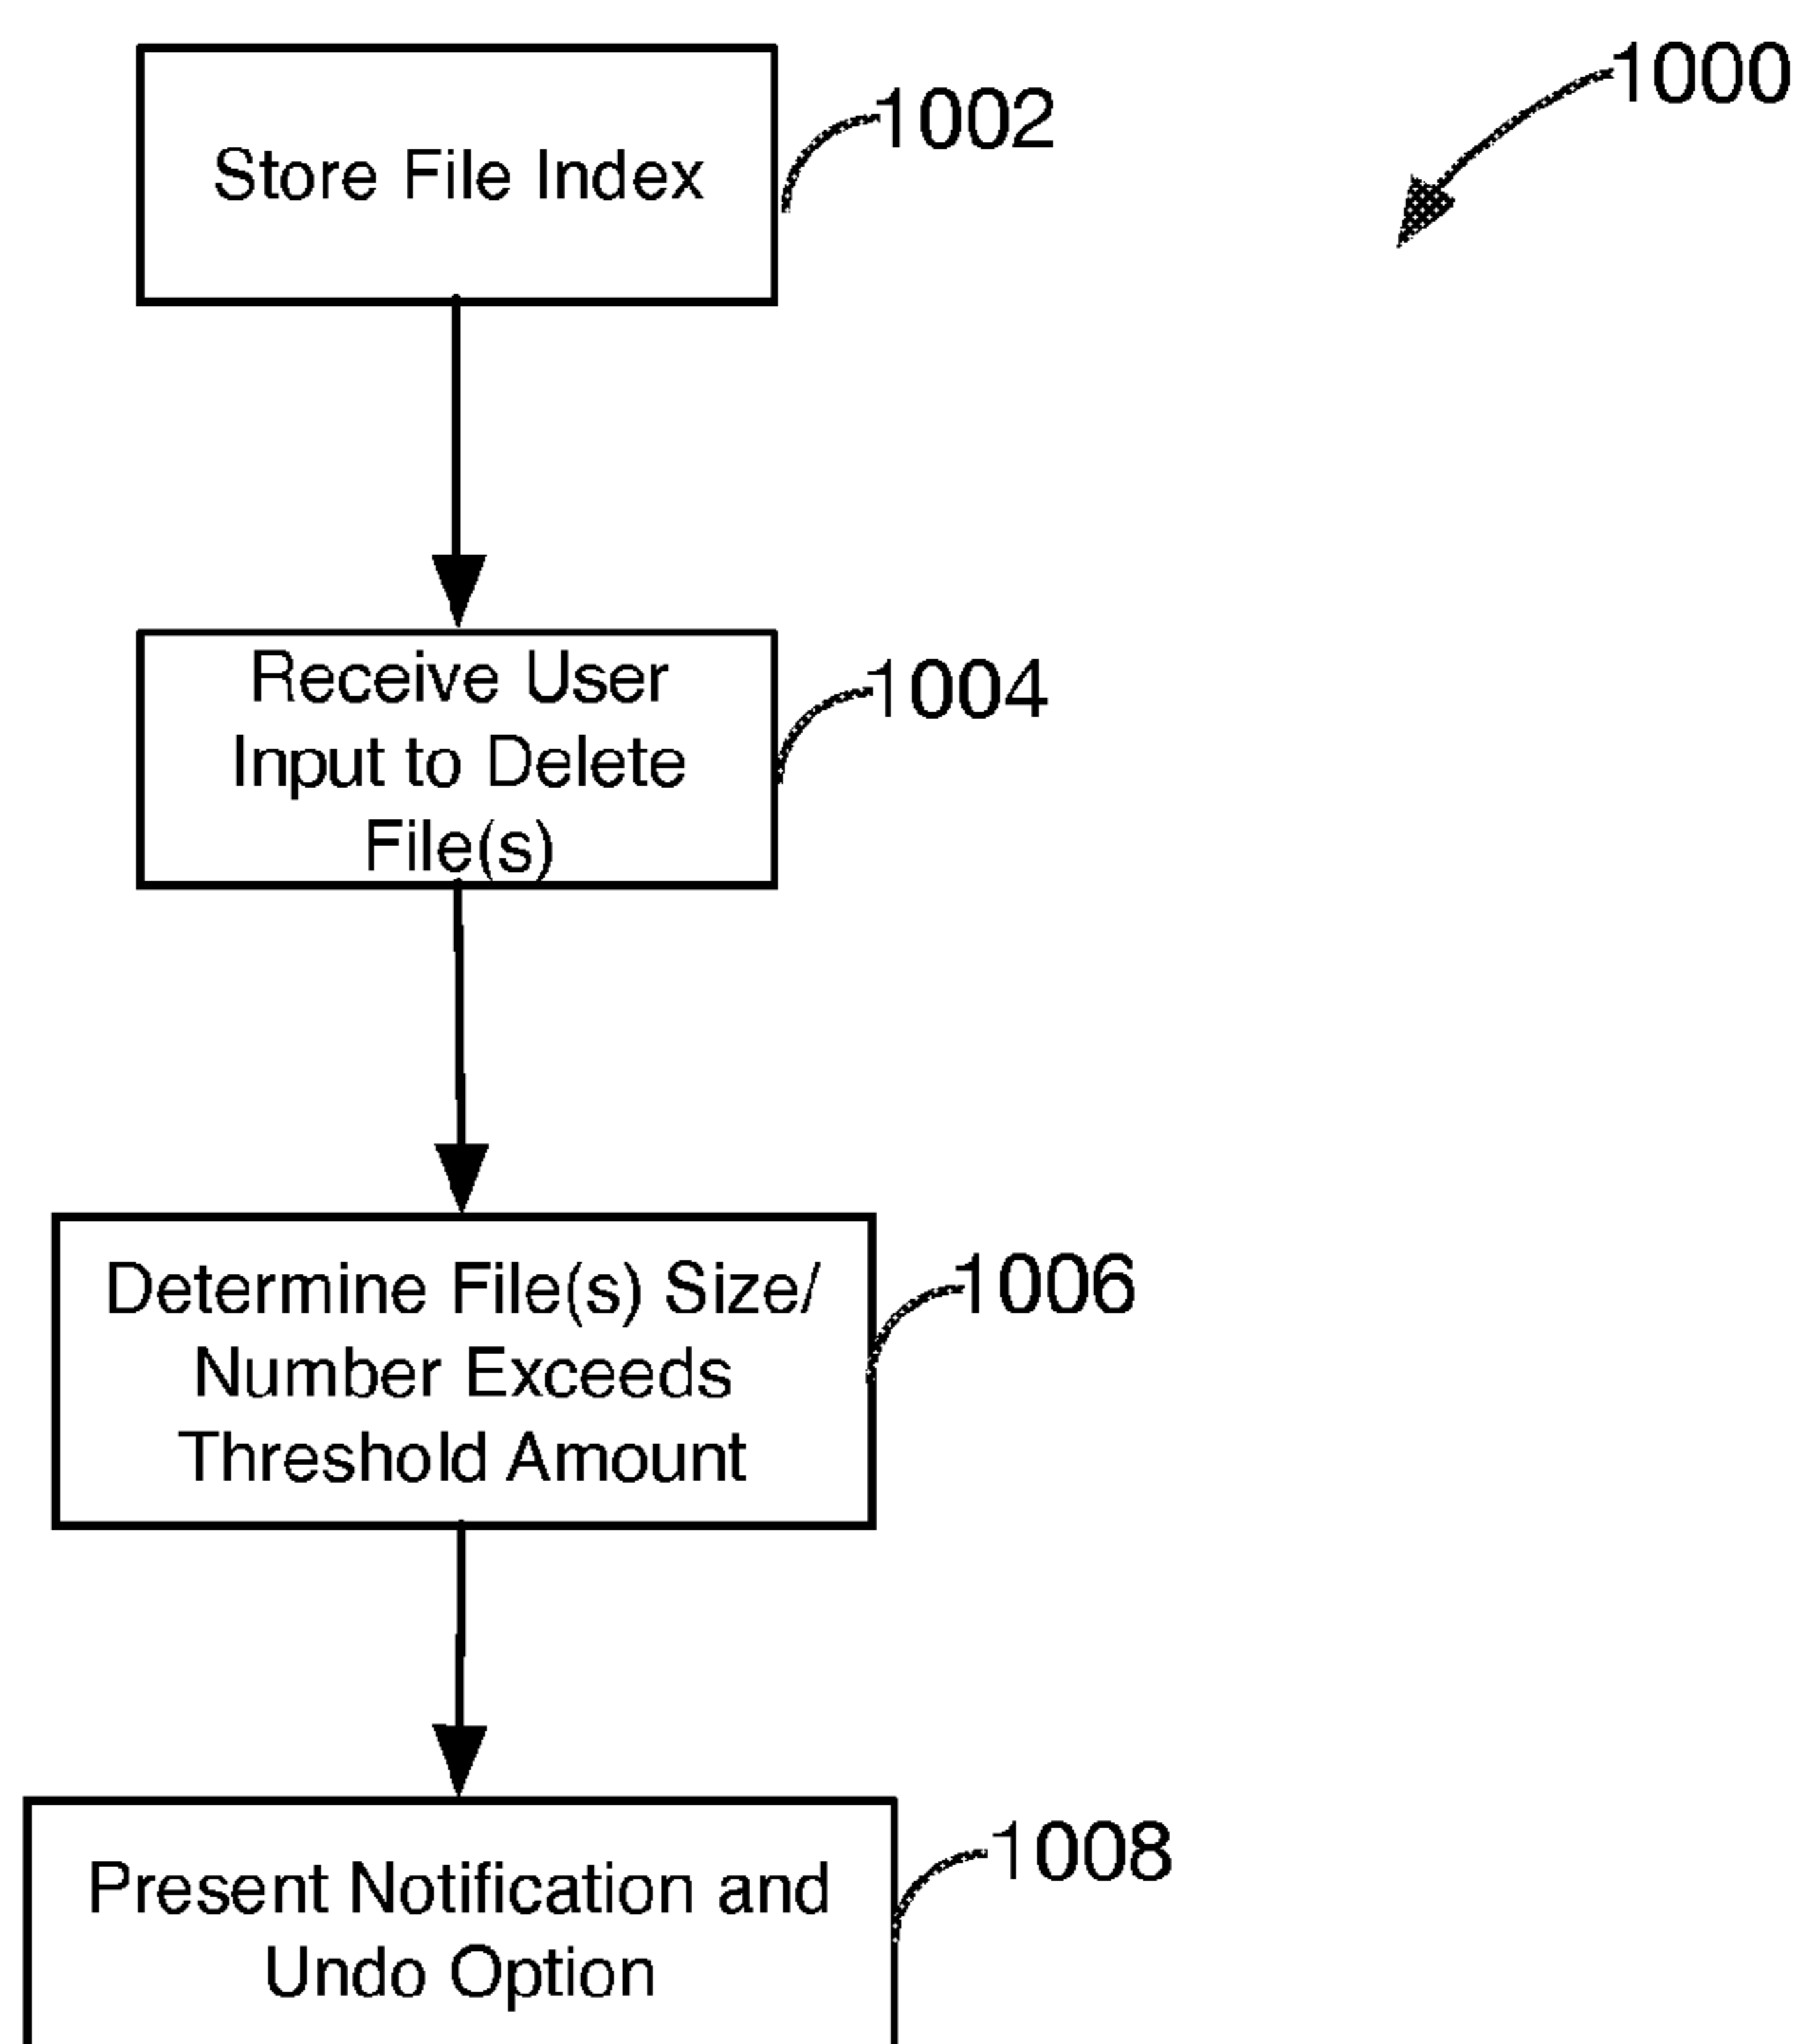 1000
Store File Index
1002
Receive User
Input to Delete
File(s)
1004
Determine File(s) Size/
Number Exceeds
Threshold Amount
1006
Present Notification and
Undo Option
1008